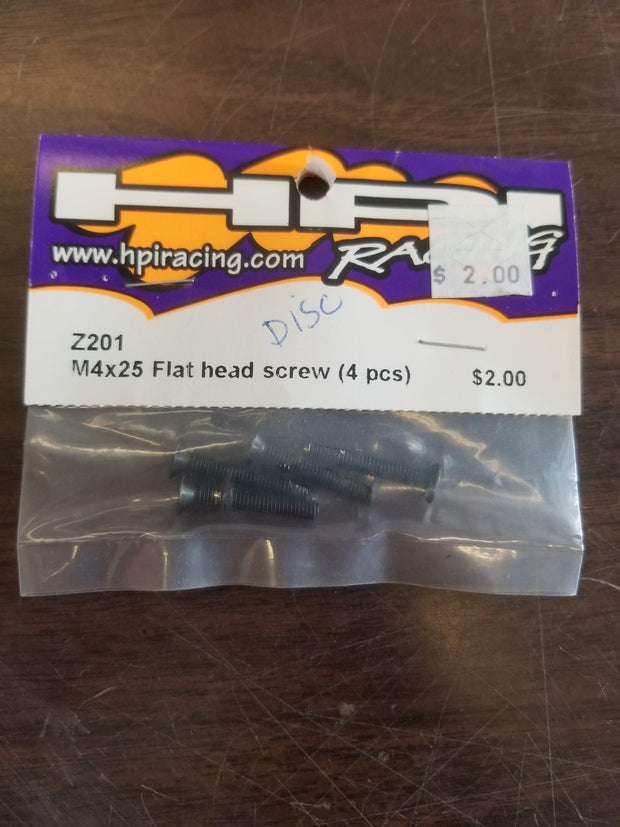 HPI
www.hpiracing.com RACING
$ 2.00
DISC
Z201
M4x25 Flat head screw (4 pcs) $2.00